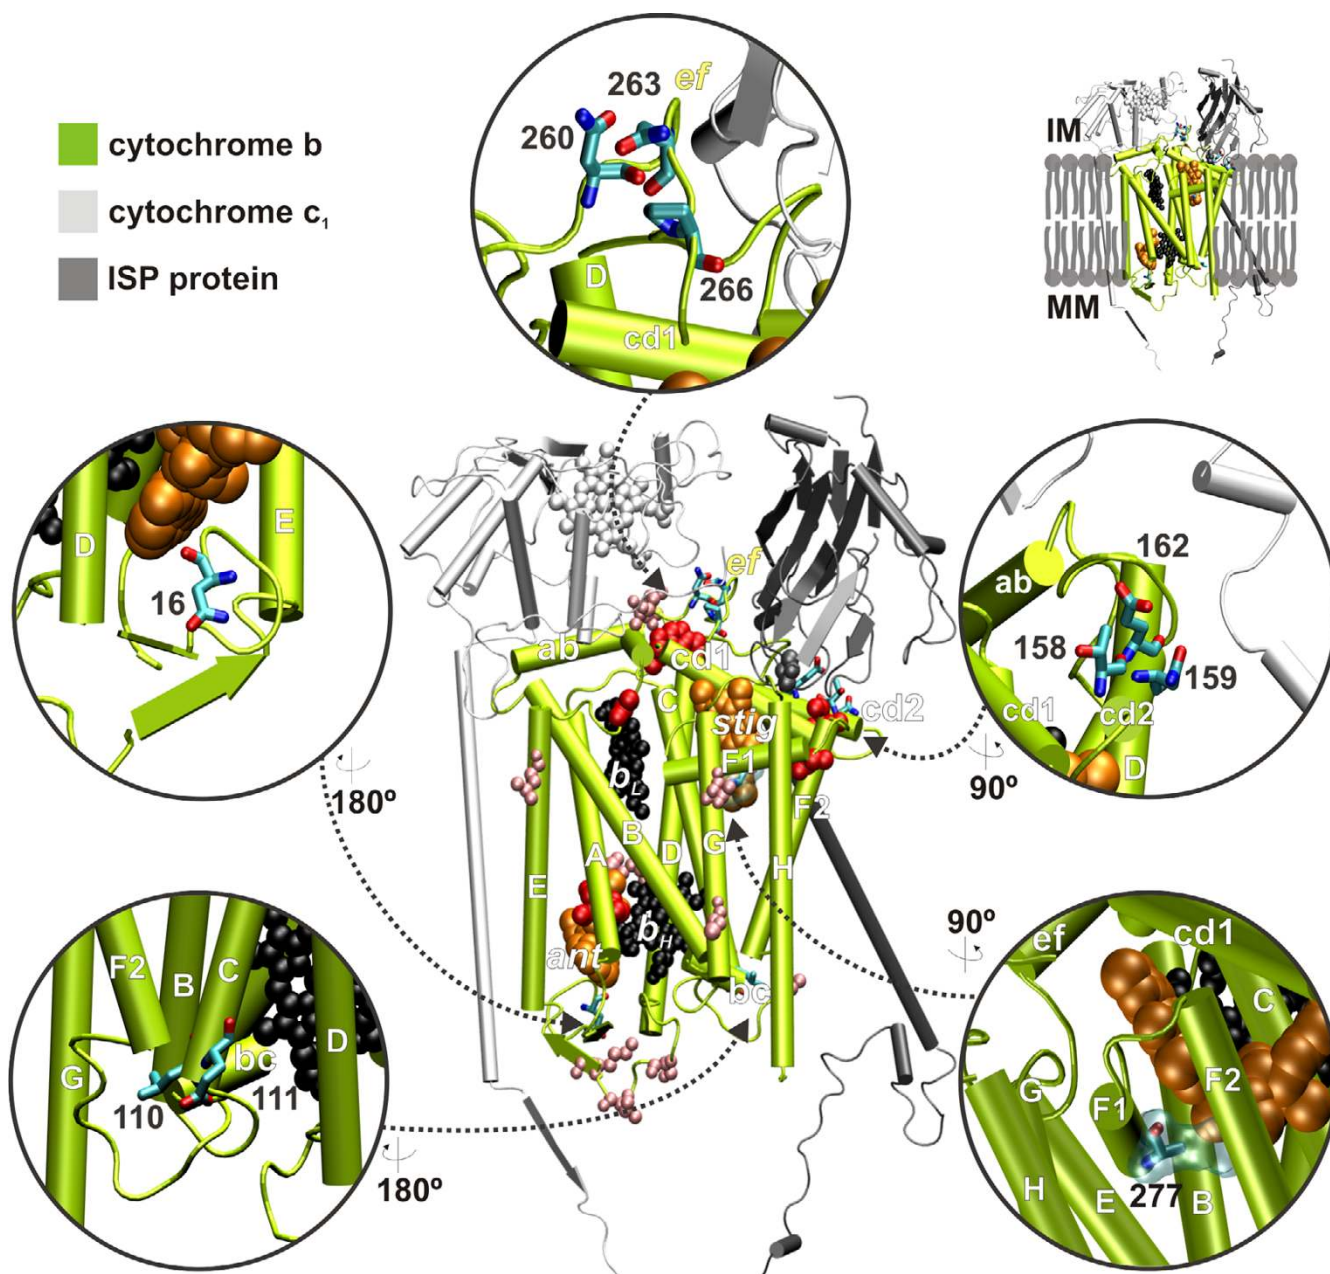 cytochrome b
cytochrome c1
ISP protein
263
ef
260
D
266
cd1
IM
MM
D
E
16
180º
ab
162
158
159
cd1
cd2
D
90º
ef
ab
cd1
cd2
C
stig
F1
bL
F2
B
A
D
G
H
E
bH
ant
bc
F2
B
C
G
bc
D
110
111
180º
90º
ef
cd1
C
G
F1
F2
H
E
277
B